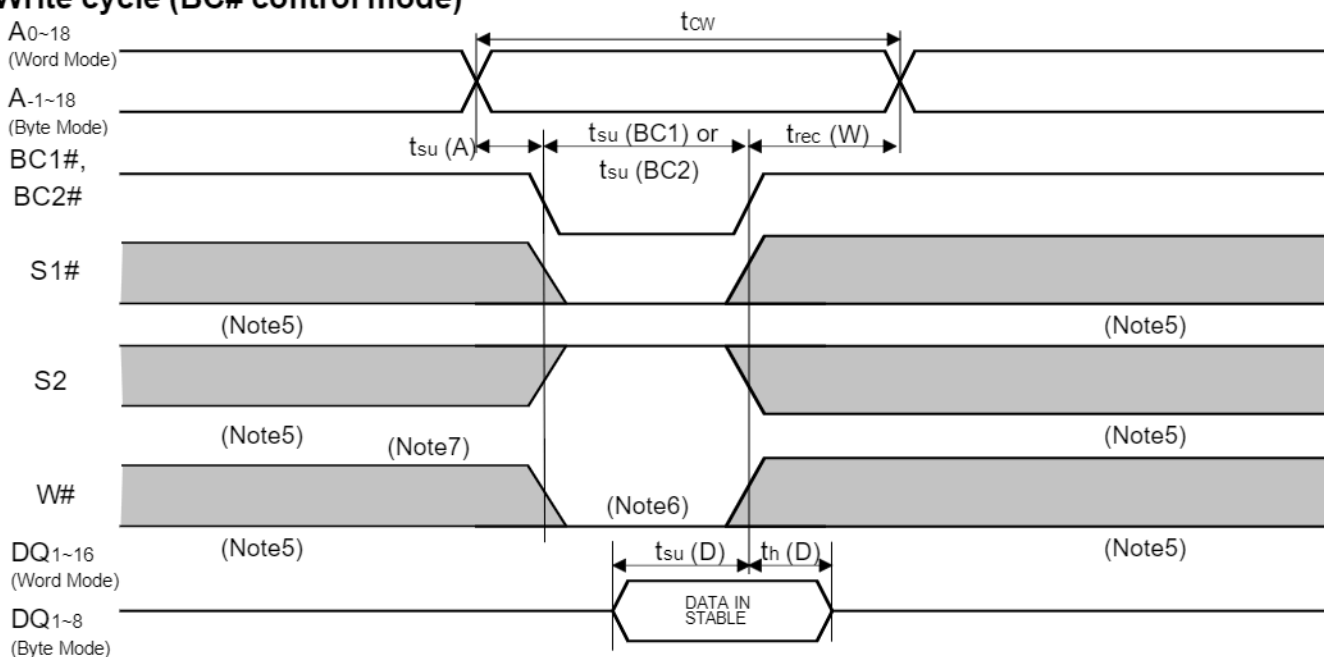 Write cycle (BC# control mode)
A0~18
(Word Mode)
tCW
A-1~18
(Byte Mode)
tsu (A)
tsu (BC1) or
tsu (BC2)
trec (W)
BC1#,
BC2#
S1#
(Note5)
(Note5)
S2
(Note5)
(Note7)
(Note5)
W#
(Note6)
(Note5)
(Note5)
DQ1~16
(Word Mode)
tsu (D)
th (D)
DATA IN
STABLE
DQ1~8
(Byte Mode)